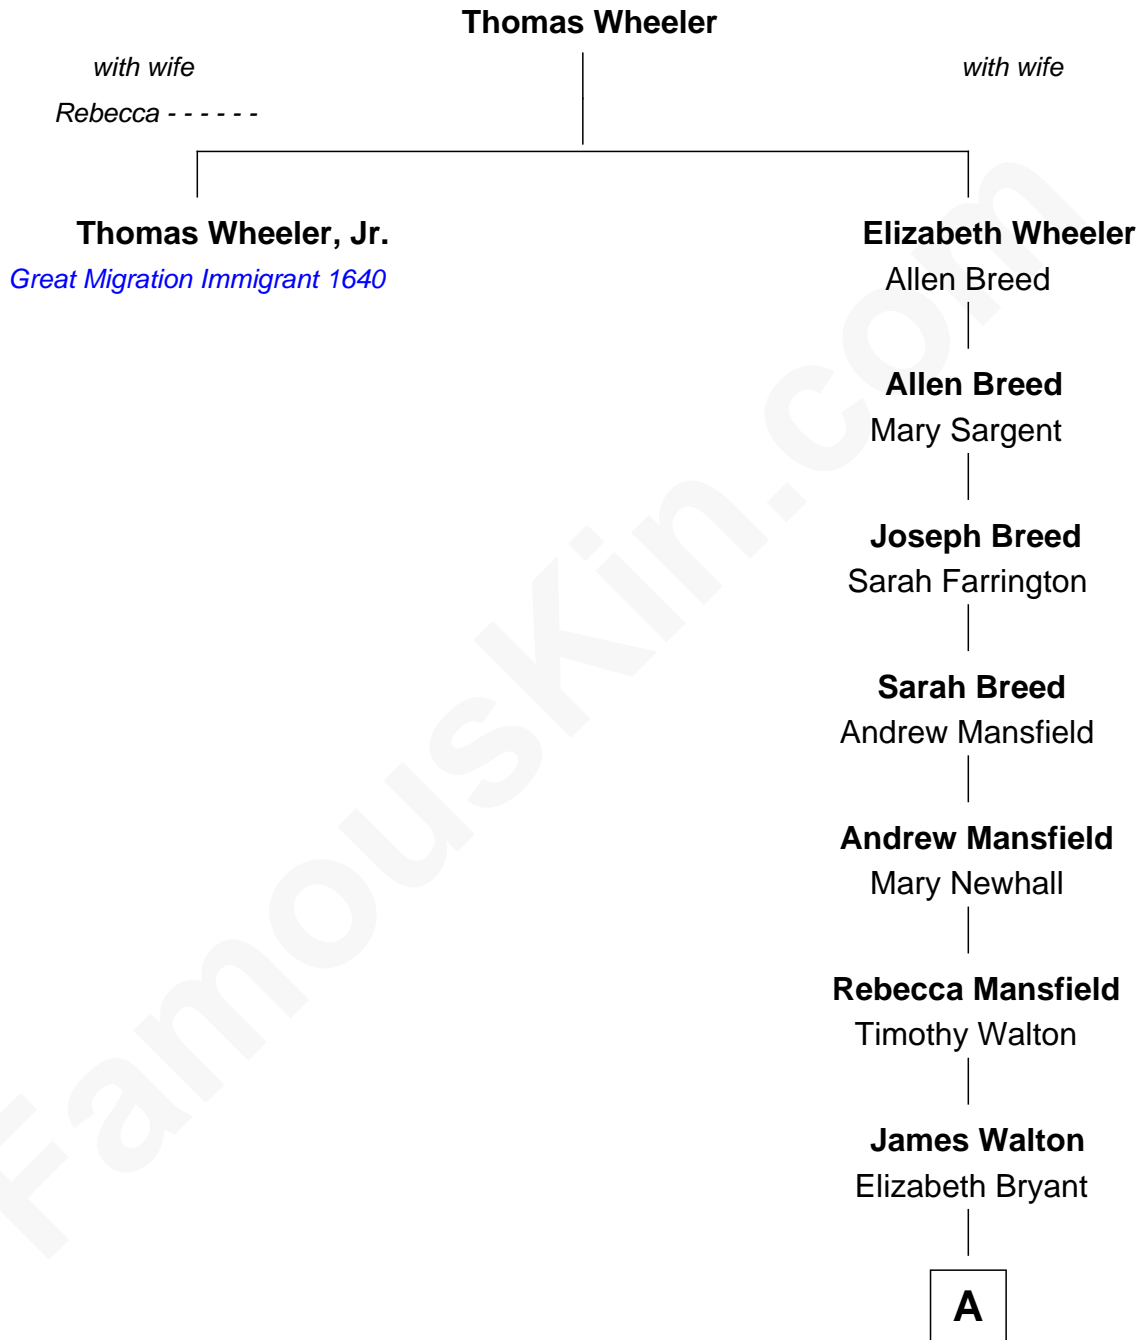 Thomas Wheeler
with wife
with wife
Rebecca - - - - - -
Thomas Wheeler, Jr.
Elizabeth Wheeler
Great Migration Immigrant 1640
Allen Breed
Allen Breed
Mary Sargent
Joseph Breed
Sarah Farrington
Sarah Breed
Andrew Mansfield
Andrew Mansfield
Mary Newhall
Rebecca Mansfield
Timothy Walton
James Walton
Elizabeth Bryant
A
FamousKin.com